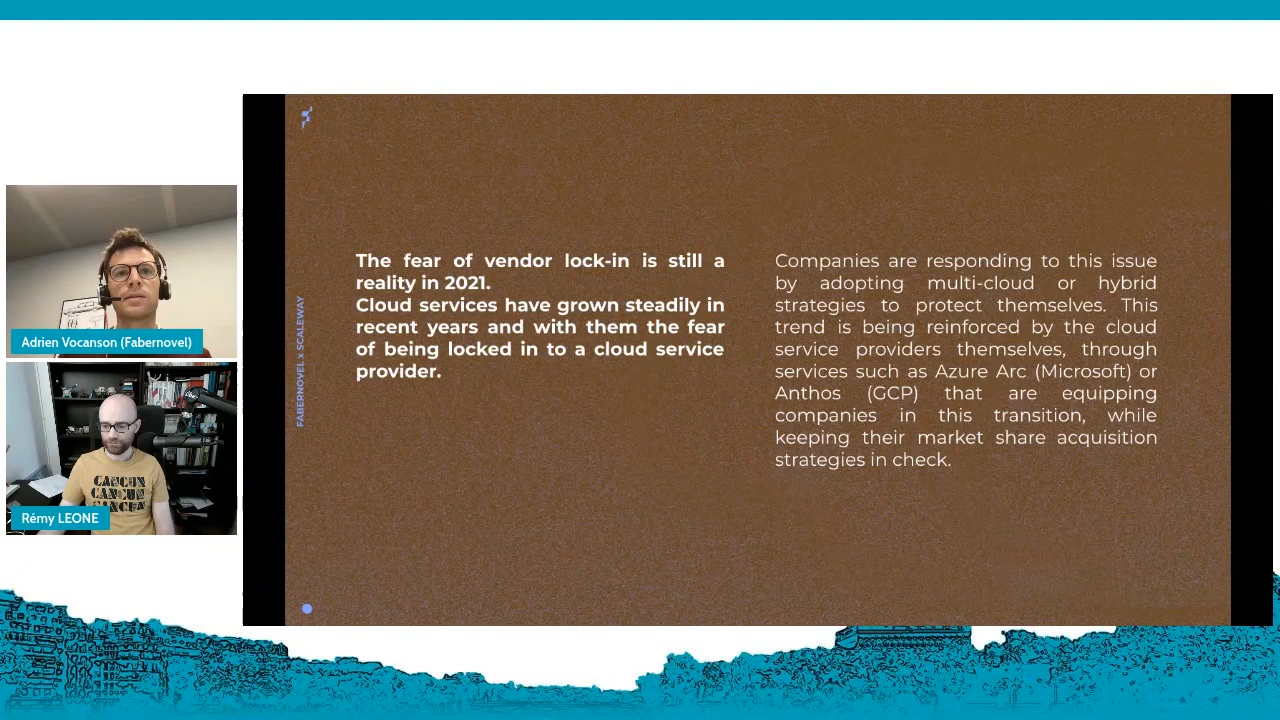 Adrien Vocanson (Fabernovel)
CANCUN
CANCUN
CANCUN
Rémy LEONE
FABERNOVEL x SCALEWAY
The fear of vendor lock-in is still a
reality in 2021.
Cloud services have grown steadily in
recent years and with them the fear
of being locked in to a cloud service
provider.
Companies are responding to this issue
by adopting multi-cloud or hybrid
strategies to protect themselves. This
trend is being reinforced by the cloud
service providers themselves, through
services such as Azure Arc (Microsoft) or
Anthos (GCP) that are equipping
companies in this transition, while
keeping their market share acquisition
strategies in check.